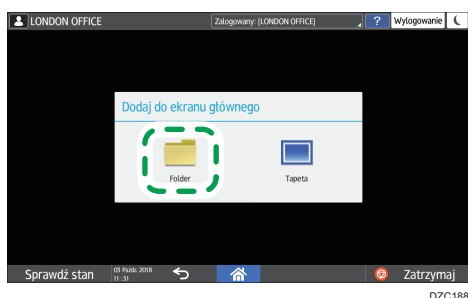 LONDON OFFICE
Zalogowany: [LONDON OFFICE]
?
Wylogowanie
Dodaj do ekranu głównego
Folder
Tapeta
Sprawdź stan
03 Paźdz. 2018
11 : 31
Zatrzymaj
DZC188